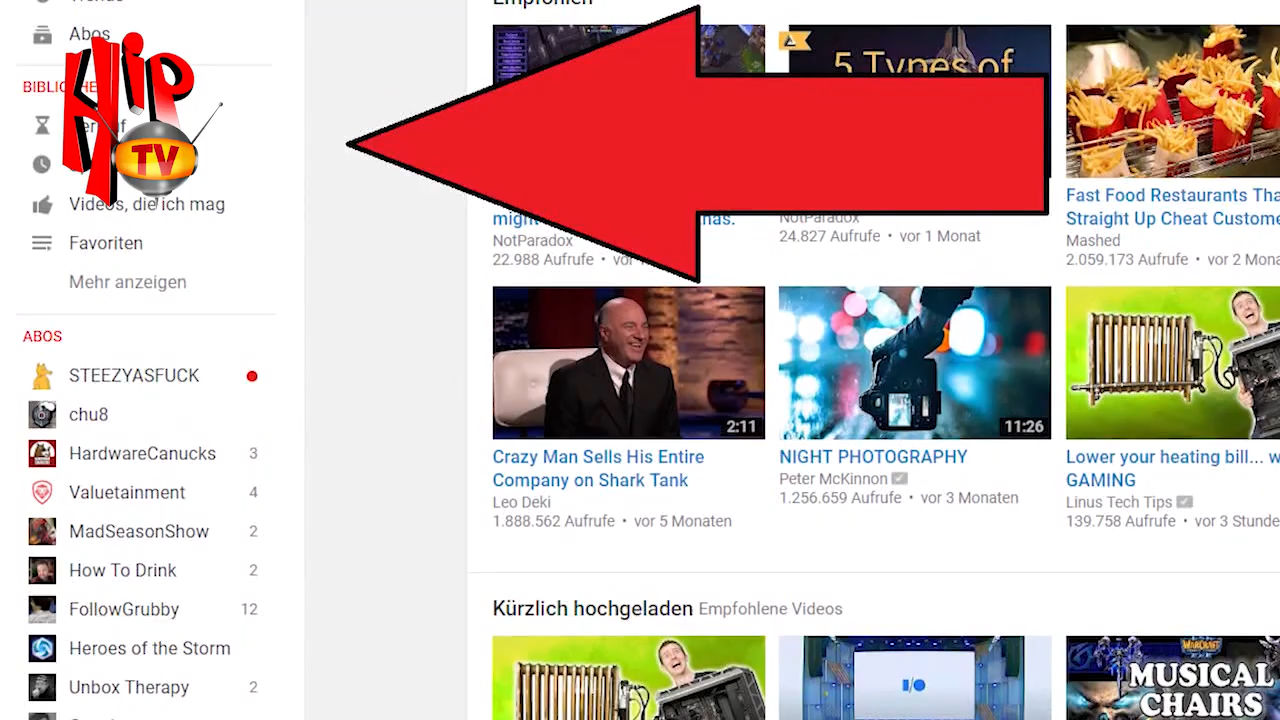 Empfohlen
Abos
5 Types of
HiP
TV
Videos, die ich mag
Favoriten
Mehr anzeigen
NotParadox
22.988 Aufrufe
NotParadox
24.827 Aufrufe • vor 1 Monat
Fast Food Restaurants Tha
Straight Up Cheat Custome
Mashed
2.059.173 Aufrufe • vor 2 Mona
ABOS
STEEZYASFUCK
chu8
HardwareCanucks 3
Valuetainment 4
MadSeasonShow 2
How To Drink 2
FollowGrubby 12
Heroes of the Storm
Unbox Therapy 2
2:11
Crazy Man Sells His Entire
Company on Shark Tank
Leo Deki
1.888.562 Aufrufe • vor 5 Monaten
11:26
NIGHT PHOTOGRAPHY
Peter McKinnon
1.256.659 Aufrufe • vor 3 Monaten
Lower your heating bill... w
GAMING
Linus Tech Tips
139.758 Aufrufe • vor 3 Stunde
Kürzlich hochgeladen Empfohlene Videos
I/O
WARCRAFT
MUSICAL
CHAIRS